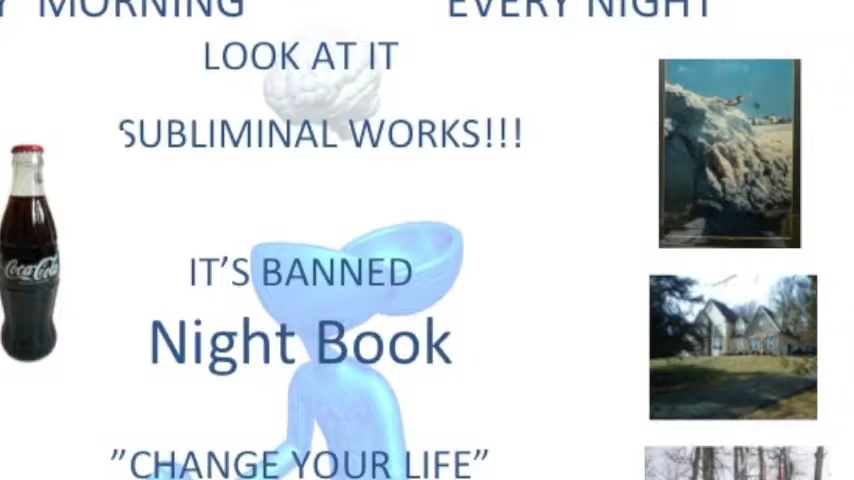 MORNING EVERY NIGHT
LOOK AT IT
SUBLIMINAL WORKS!!!
Coca-Cola
IT’S BANNED
Night Book
”CHANGE YOUR LIFE”